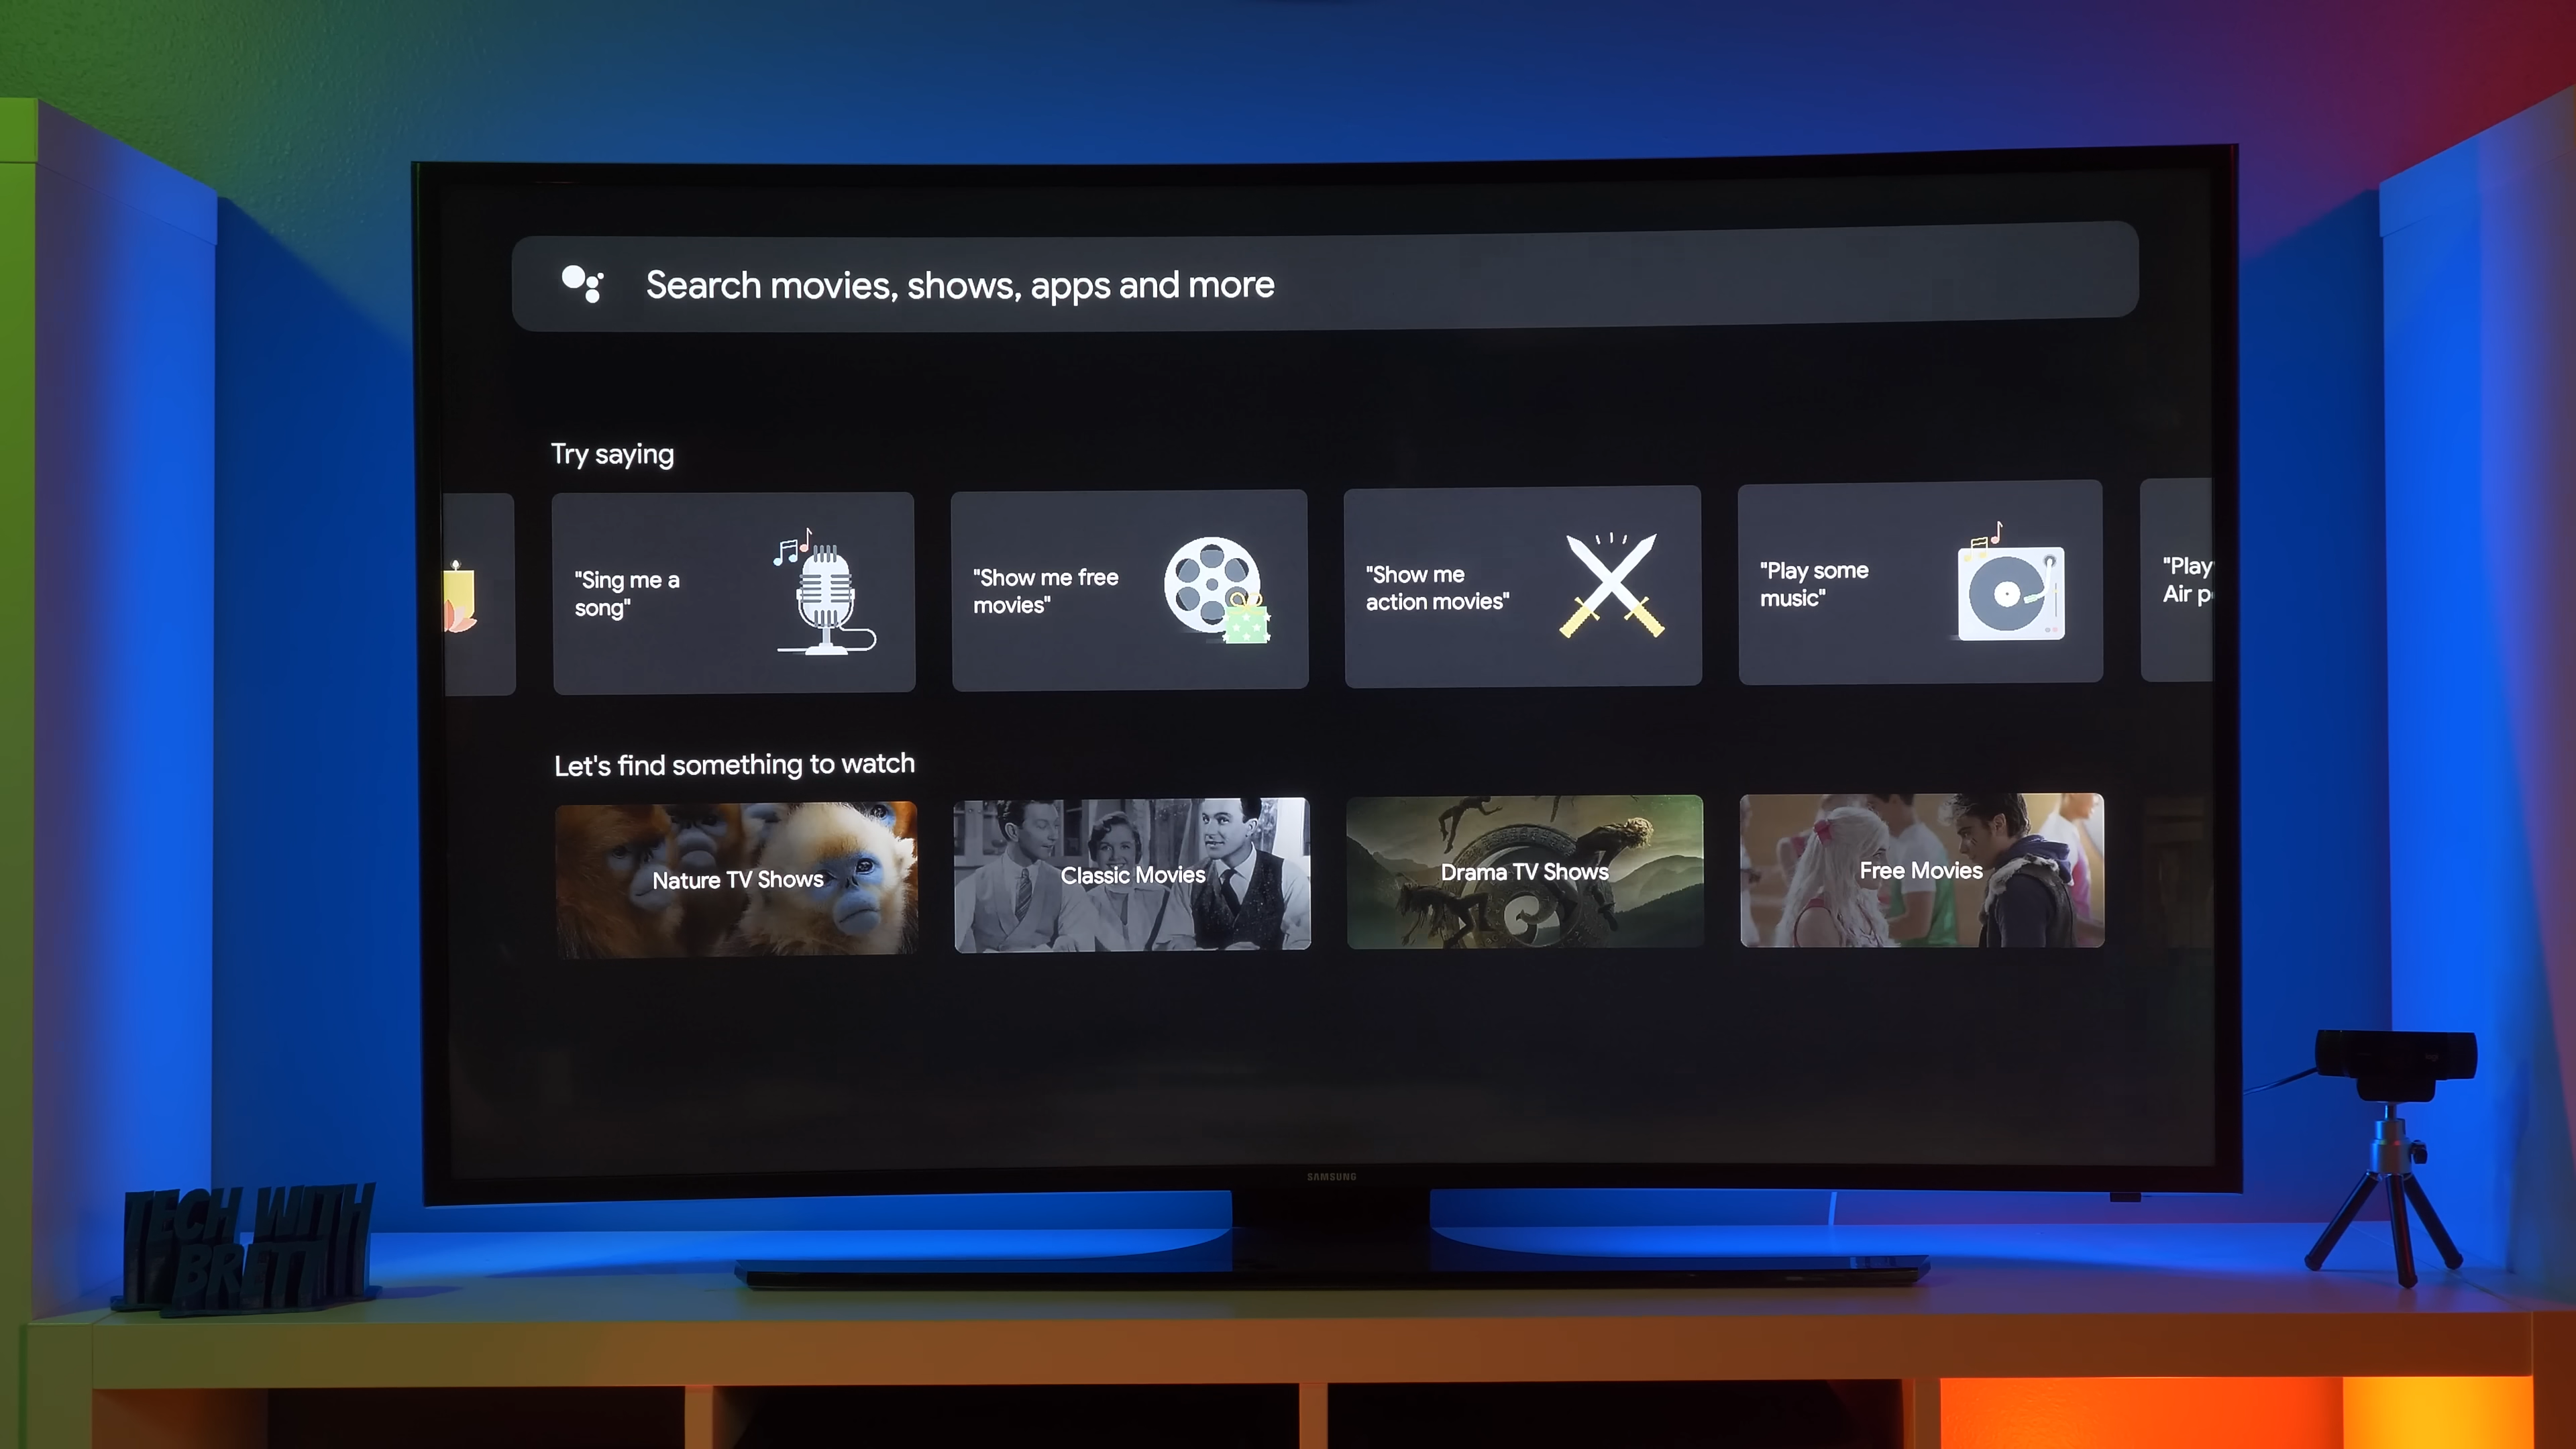 Search movies, shows, apps and more
Try saying
"Sing me a
song"
"Show me free
movies"
"Show me
action movies"
"Play some
music"
"Play
Air p
Let's find something to watch
Nature TV Shows
Classic Movies
Drama TV Shows
Free Movies
SAMSUNG
TECH WITH
BRETT